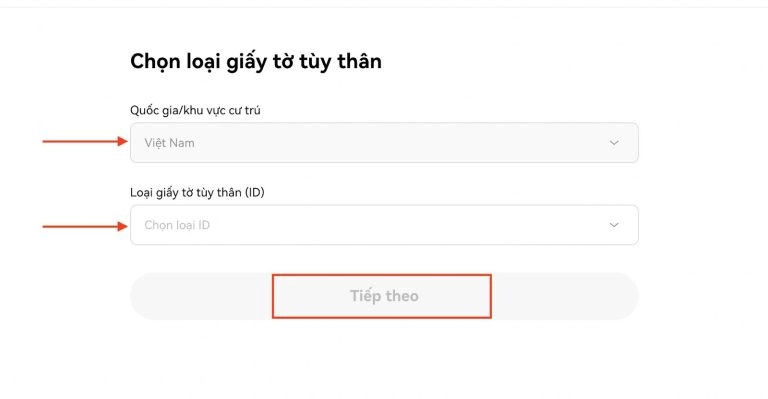 Chọn loại giấy tờ tùy thân
Quốc gia/khu vực cư trú
Việt Nam
Loại giấy tờ tùy thân (ID)
Chọn loại ID
Tiếp theo